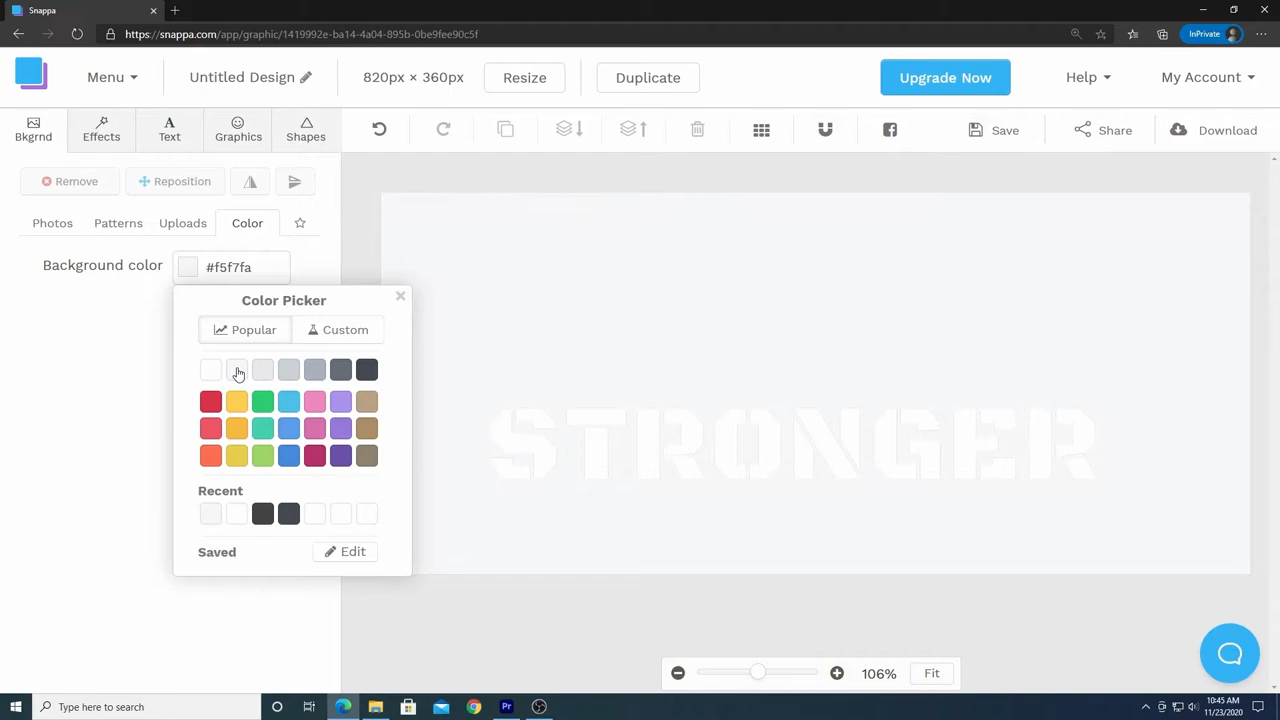 Snappa
https://snappa.com/app/graphic/1419992e-ba14-4a04-895b-0be9fee90c5f
InPrivate
Menu
Untitled Design
820px × 360px
Resize
Duplicate
Upgrade Now
Help
My Account
Bkgrnd
Effects
Text
Graphics
Shapes
Save
Share
Download
Remove
Reposition
Photos
Patterns
Uploads
Color
Background color
#f5f7fa
Color Picker
Popular
Custom
STRONGER
Recent
Saved
Edit
106%
Fit
Type here to search
10:45 AM
11/23/2020